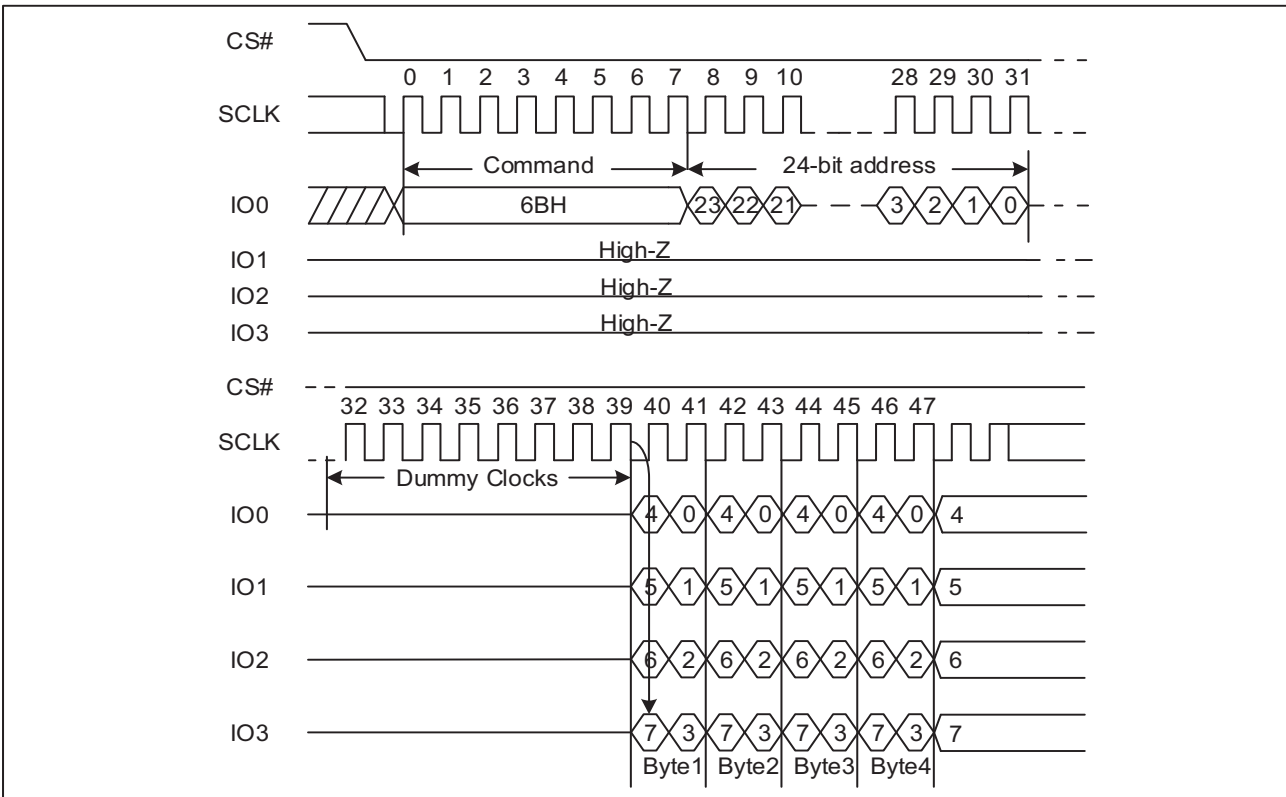 CS#
0 1 2 3 4 5 6 7 8 9 10 28 29 30 31
SCLK
Command 24-bit address
IO0 6BH 23 22 21 3 2 1 0
IO1 High-Z
IO2 High-Z
IO3 High-Z
CS#
32 33 34 35 36 37 38 39 40 41 42 43 44 45 46 47
SCLK
Dummy Clocks
IO0 4 0 4 0 4 0 4 0 4
IO1 5 1 5 1 5 1 5 1 5
IO2 6 2 6 2 6 2 6 2 6
IO3 7 3 7 3 7 3 7 3 7
Byte1 Byte2 Byte3 Byte4